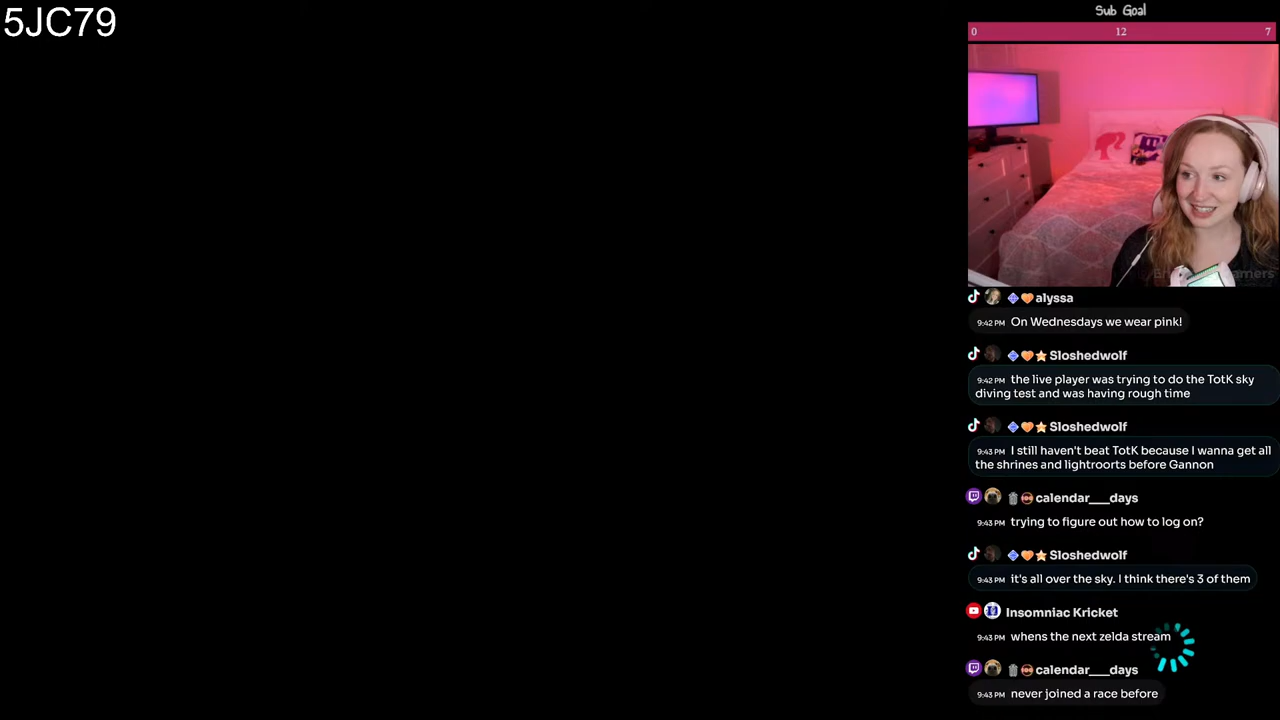 5JC79
Sub Goal
0 12 7
alyssa
9:42 PM On Wednesdays we wear pink!
Sloshedwolf
9:42 PM the live player was trying to do the TotK sky
diving test and was having rough time
Sloshedwolf
9:43 PM I still haven't beat TotK because I wanna get all
the shrines and lightroorts before Gannon
calendar___days
9:43 PM trying to figure out how to log on?
Sloshedwolf
9:43 PM it's all over the sky. I think there's 3 of them
Insomniac Kricket
9:43 PM whens the next zelda stream
calendar___days
9:43 PM never joined a race before